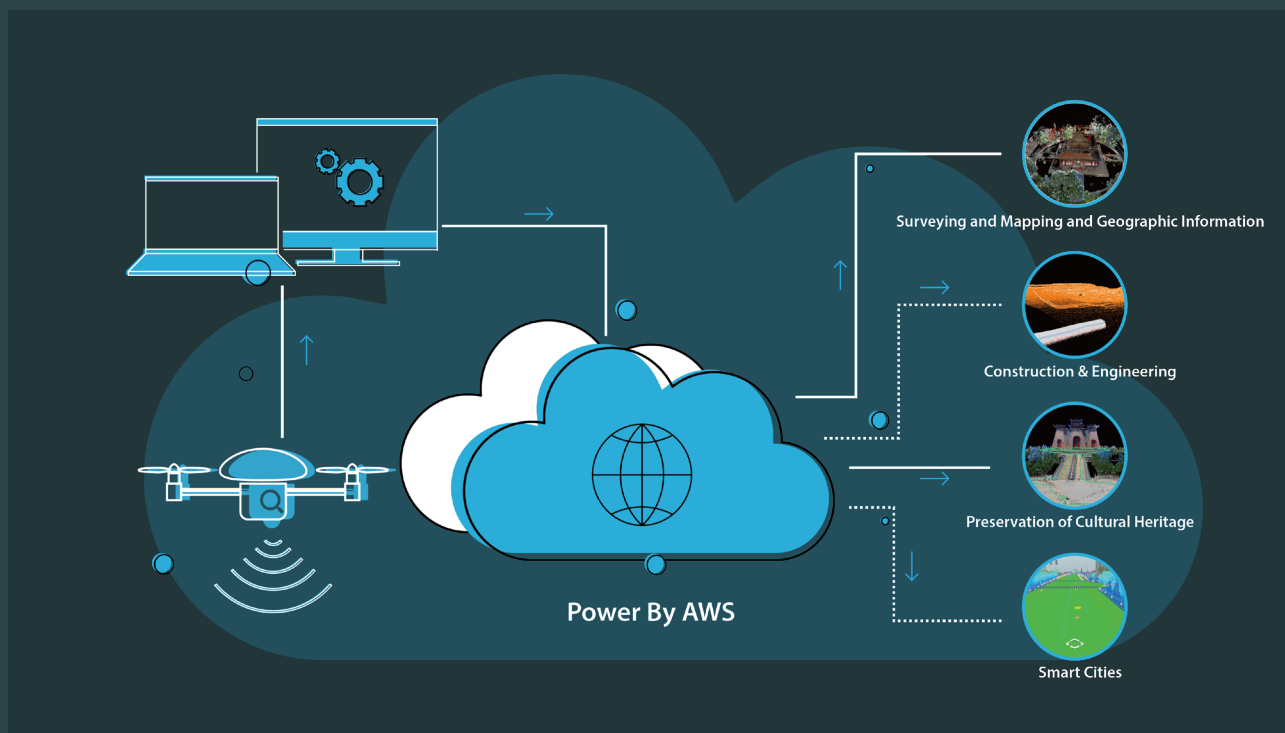 Surveying and Mapping and Geographic Information
Construction & Engineering
Preservation of Cultural Heritage
Power By AWS
Smart Cities